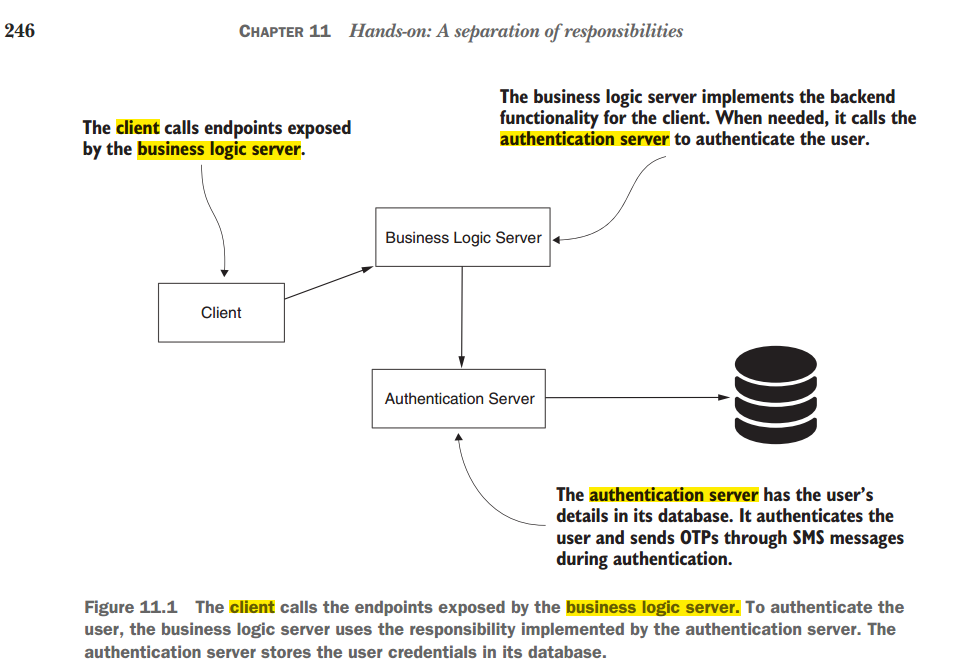 246
CHAPTER 11 Hands-on: A separation of responsibilities
The client calls endpoints exposed
by the business logic server.
The business logic server implements the backend
functionality for the client. When needed, it calls the
authentication server to authenticate the user.
Business Logic Server
Client
Authentication Server
The authentication server has the user's
details in its database. It authenticates the
user and sends OTPs through SMS messages
during authentication.
Figure 11.1 The client calls the endpoints exposed by the business logic server. To authenticate the
user, the business logic server uses the responsibility implemented by the authentication server. The
authentication server stores the user credentials in its database.